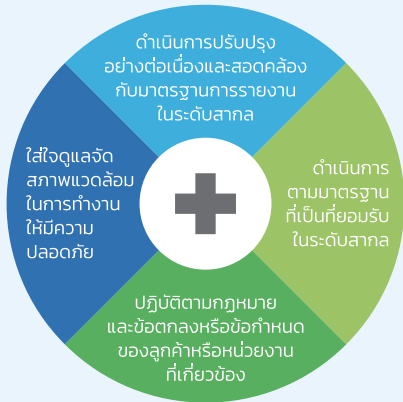 ดำเนินการปรับปรุง
อย่างต่อเนื่องและสอดคล้อง
กับมาตรฐานการรายงาน
ในระดับสากล
ใส่ใจดูแลจัด
สภาพแวดล้อม
ในการทำงาน
ให้มีความ
ปลอดภัย
ดำเนินการ
ตามมาตรฐาน
ที่เป็นที่ยอมรับ
ในระดับสากล
ปฏิบัติตามกฎหมาย
และข้อตกลงหรือข้อกำหนด
ของลูกค้าหรือหน่วยงาน
ที่เกี่ยวข้อง